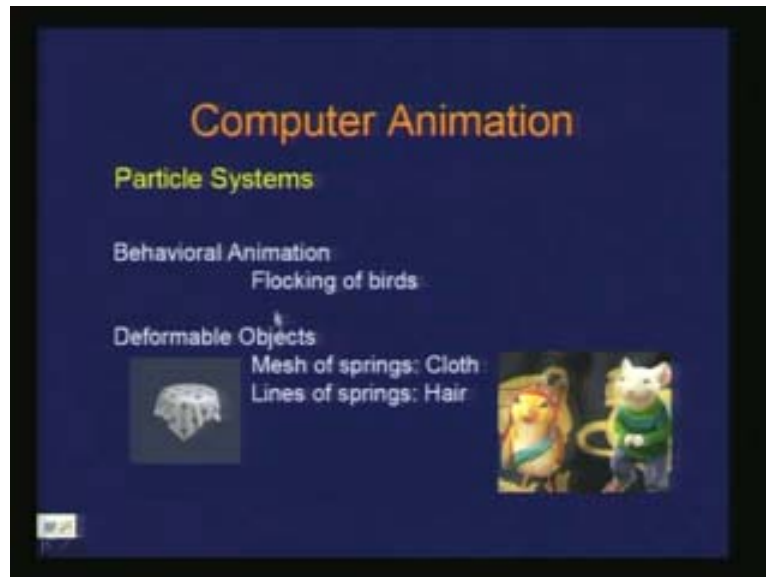 Computer Animation
Particle Systems
Behavioral Animation
Flocking of birds
Deformable Objects
Mesh of springs: Cloth
Lines of springs: Hair